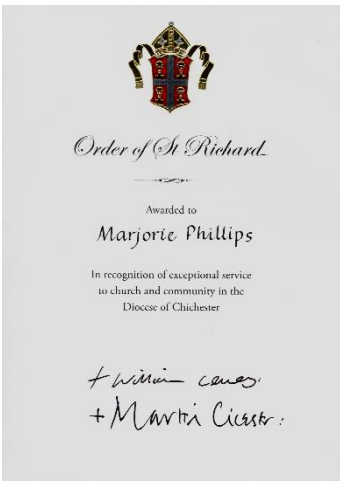 Order of St Richard
Awarded to
Marjorie Phillips
In recognition of exceptional service
to church and community in the
Diocese of Chichester
+ William Lewes:
+ Martin Cicestr: